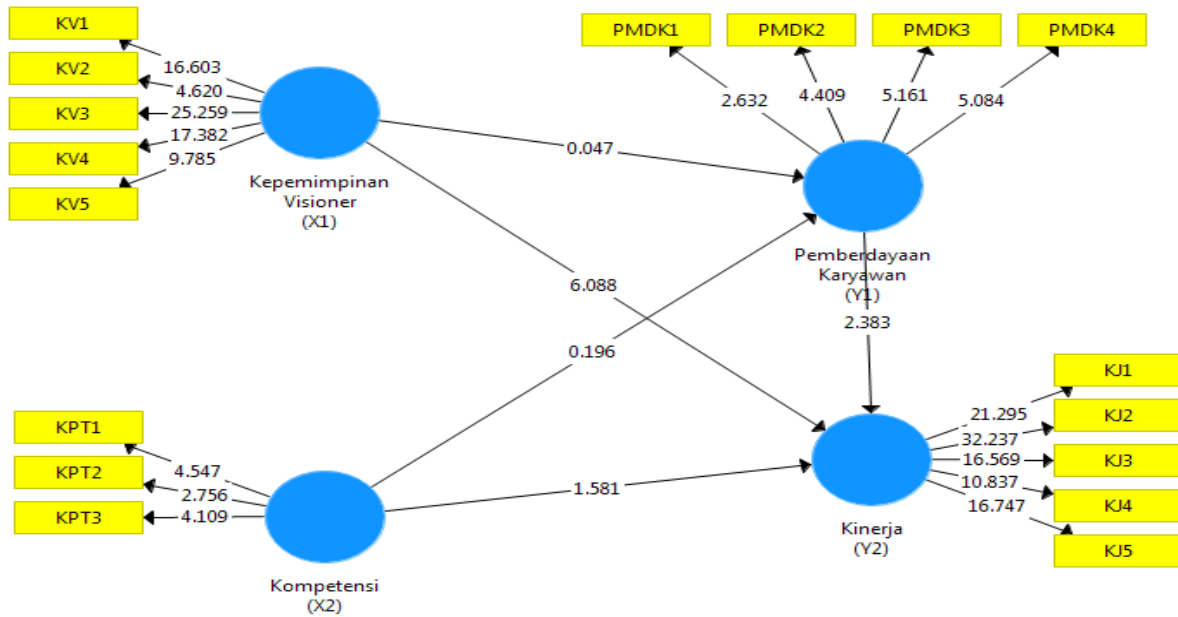 KV1
KV2
KV3
KV4
KV5
16.603
4.620
25.259
17.382
9.785
Kepemimpinan
Visioner
(X1)
PMDK1
PMDK2
PMDK3
PMDK4
2.632
4.409
5.161
5.084
0.047
Pemberdayaan
Karyawan
(Y1)
6.088
2.383
0.196
KPT1
KPT2
KPT3
4.547
2.756
4.109
Kompetensi
(X2)
1.581
Kinerja
(Y2)
21.295
32.237
16.569
10.837
16.747
KJ1
KJ2
KJ3
KJ4
KJ5